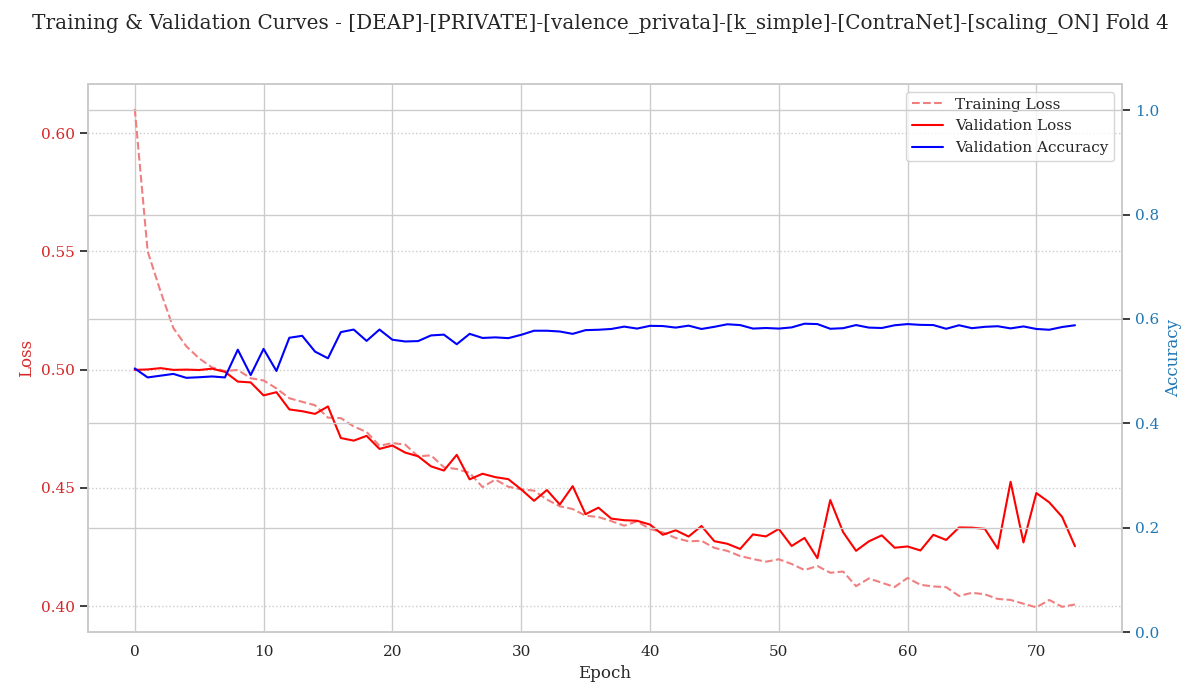 Training & Validation Curves - [DEAP]-[PRIVATE]-[valence_privata]-[k_simple]-[ContraNet]-[scaling_ON] Fold 4
Training Loss
Validation Loss
Validation Accuracy
Loss
0.60
0.55
0.50
0.45
0.40
1.0
0.8
0.6
0.4
0.2
0.0
Accuracy
0 10 20 30 40 50 60 70
Epoch